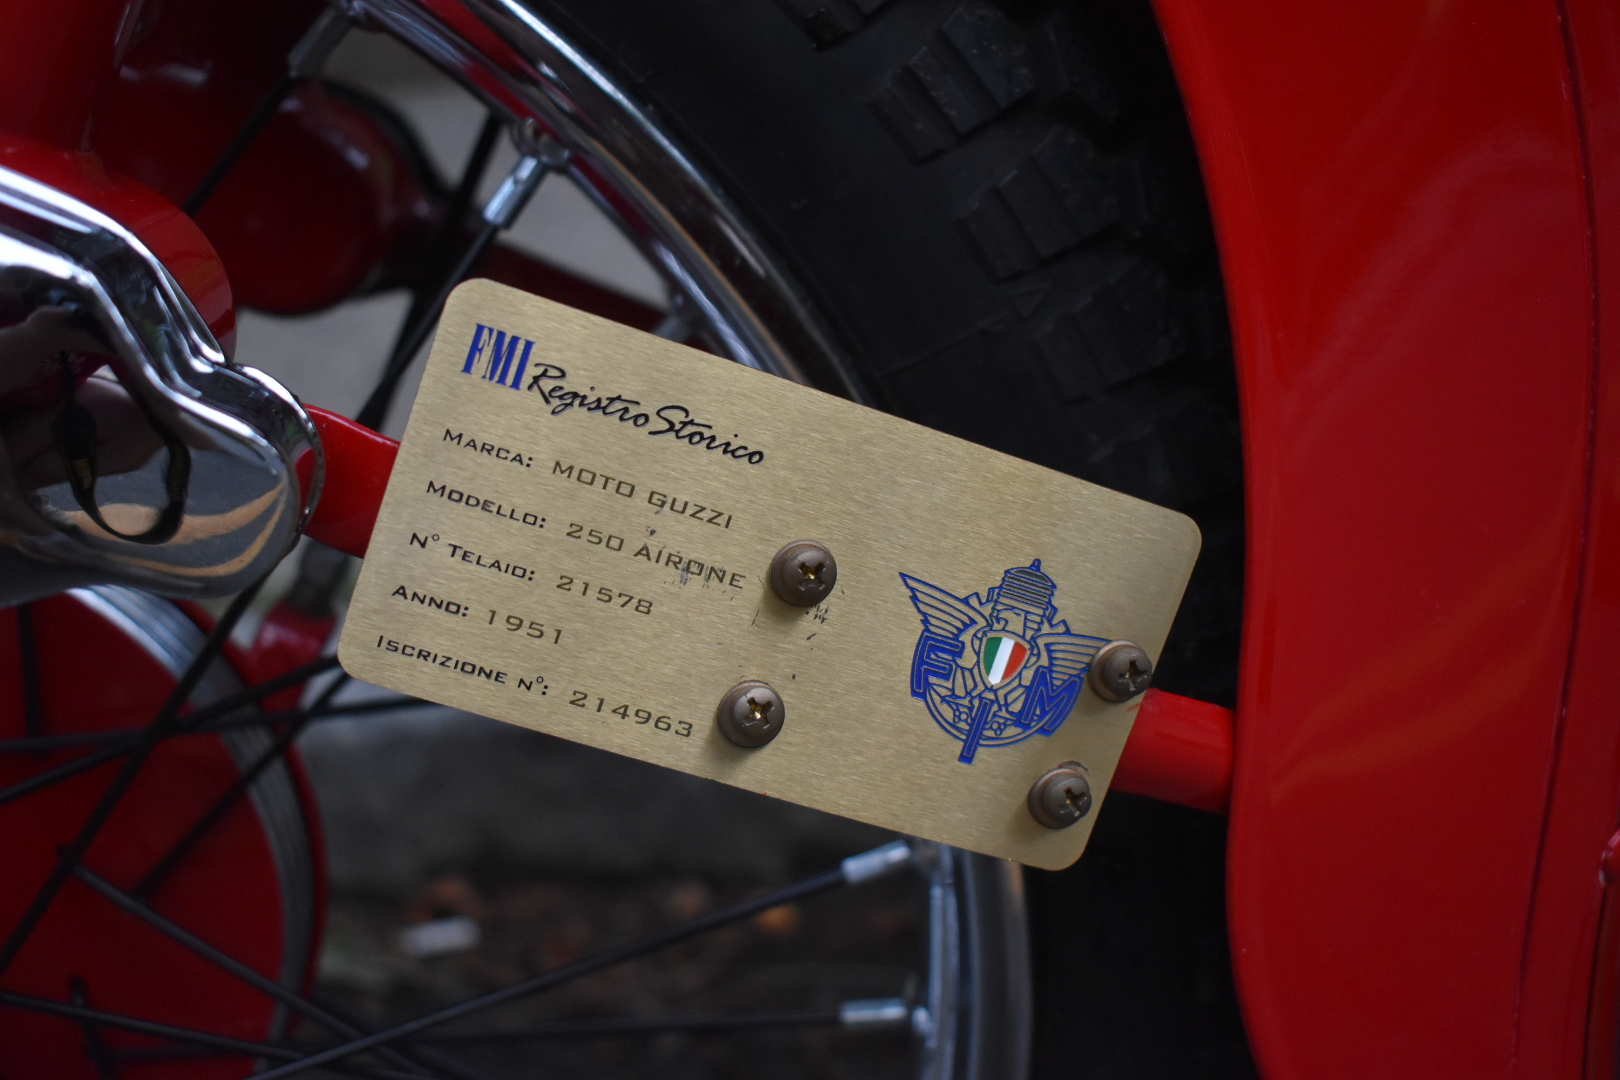 FMI Registro Storico
MARCA: MOTO GUZZI
MODELLO: 250 AIRONE
N° TELAIO: 21578
ANNO: 1951
ISCRIZIONE N°: 214963
F M I